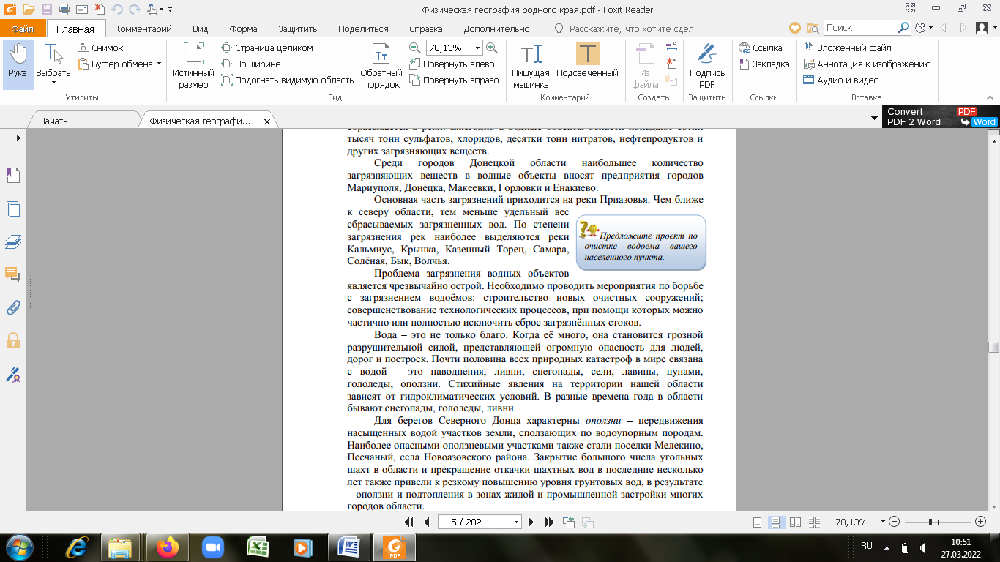 Физическая география родного края.pdf - Foxit Reader
Файл Главная Комментарий Вид Форма Защитить Поделиться Справка Дополнительно Расскажите, что хотите сдел Поиск
Рука
Выбрать
Снимок
Буфер обмена
Утилиты
Истинный размер
Страница целиком
По ширине
Подогнать видимую область
Обратный порядок
78,13%
Повернуть влево
Повернуть вправо
Вид
Пишущая машинка
Подсвеченный
Комментарий
Из файла
Создать
Подпись PDF
Защитить
Ссылка
Закладка
Ссылки
Вложенный файл
Аннотация к изображению
Аудио и видео
Вставка
Начать
Физическая географи...
Convert PDF
PDF 2 Word Word
тысяч тонн сульфатов, хлоридов, десятки тонн нитратов, нефтепродуктов и
других загрязняющих веществ.
Среди городов Донецкой области наибольшее количество
загрязняющих веществ в водные объекты вносят предприятия городов
Мариуполя, Донецка, Макеевки, Горловки и Енакиево.
Основная часть загрязнений приходится на реки Приазовья. Чем ближе
к северу области, тем меньше удельный вес
сбрасываемых загрязненных вод. По степени
загрязнения рек наиболее выделяются реки
Кальмиус, Крынка, Казенный Торец, Самара,
Солёная, Бык, Волчья.
Предложите проект по
очистке водоема вашего
населенного пункта.
Проблема загрязнения водных объектов
является чрезвычайно острой. Необходимо проводить мероприятия по борьбе
с загрязнением водоёмов: строительство новых очистных сооружений;
совершенствование технологических процессов, при помощи которых можно
частично или полностью исключить сброс загрязнённых стоков.
Вода – это не только благо. Когда её много, она становится грозной
разрушительной силой, представляющей огромную опасность для людей,
дорог и построек. Почти половина всех природных катастроф в мире связана
с водой – это наводнения, ливни, снегопады, сели, лавины, цунами,
гололеды, оползни. Стихийные явления на территории нашей области
зависят от гидроклиматических условий. В разные времена года в области
бывают снегопады, гололеды, ливни.
Для берегов Северного Донца характерны оползни – передвижения
насыщенных водой участков земли, сползающих по водоупорным породам.
Наиболее опасными оползневыми участками также стали поселки Мелекино,
Песчаный, села Новоазовского района. Закрытие большого числа угольных
шахт в области и прекращение откачки шахтных вод в последние несколько
лет также привели к резкому повышению уровня грунтовых вод, в результате
– оползни и подтопления в зонах жилой и промышленной застройки многих
городов области.
115 / 202
78,13%
RU
10:51
27.03.2022